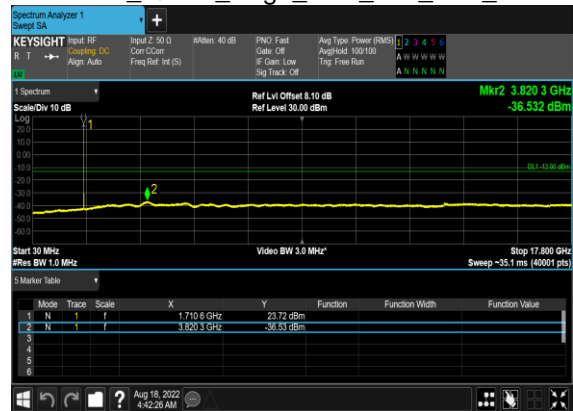 Spectrum Analyzer 1
Swept SA
+
KEYSIGHT Input: RF Input Z: 50 Ω #Atten: 40 dB PNO: Fast Avg Type: Power (RMS) 1 2 3 4 5 6
R T Coupling: DC Corr CCorr Gate: Off Avg|Hold: 100/100 A W W W W W
Align: Auto Freq Ref: Int (S) IF Gain: Low Trig: Free Run
LW Sig Track: Off A N N N N N
1 Spectrum Ref Lvl Offset 8.10 dB Mkr2 3.820 3 GHz
Scale/Div 10 dB Ref Level 30.00 dBm -36.532 dBm
Log
1
20.0
10.0
0.00
-10.0
DL1 -13.00 dBm
-20.0
-30.0
2
-40.0
-50.0
-60.0
Start 30 MHz Video BW 3.0 MHz* Stop 17.800 GHz
#Res BW 1.0 MHz Sweep ~35.1 ms (40001 pts)
5 Marker Table
Mode Trace Scale X Y Function Function Width Function Value
1 N 1 f 1.710 6 GHz 23.72 dBm
2 N 1 f 3.820 3 GHz -36.53 dBm
3
4
5
6
? Aug 18, 2022
4:42:26 AM